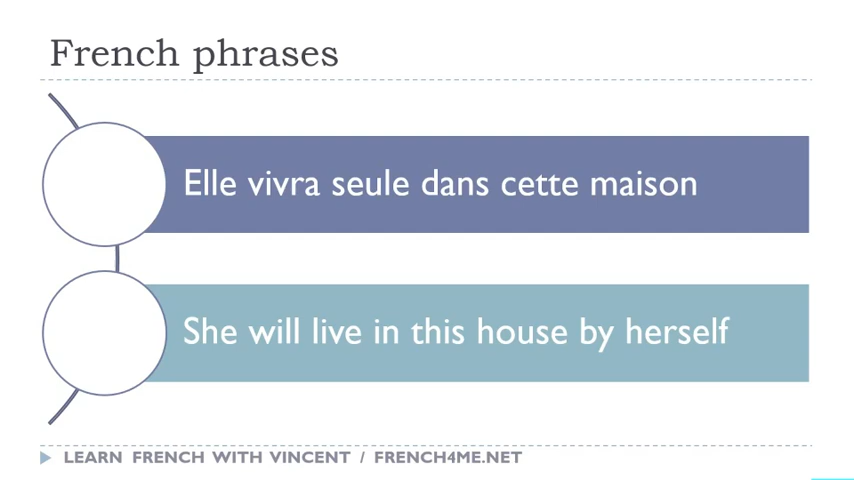 French phrases
Elle vivra seule dans cette maison
She will live in this house by herself
LEARN FRENCH WITH VINCENT / FRENCH4ME.NET